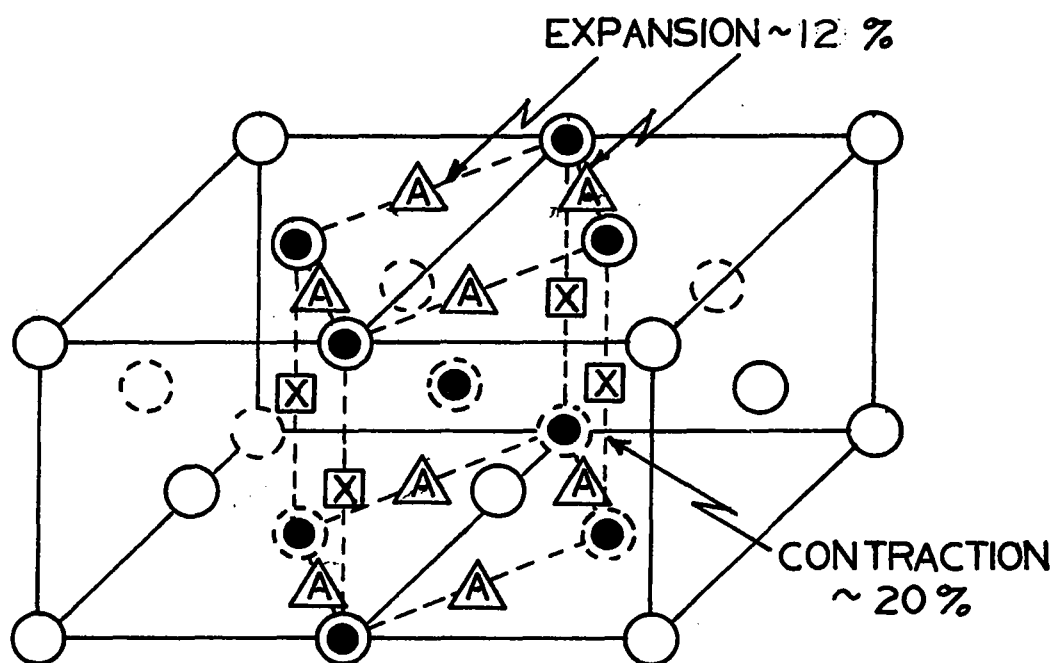 EXPANSION ~12 %
A A
A A
X
X X
A A
X
A A
CONTRACTION
~ 20 %